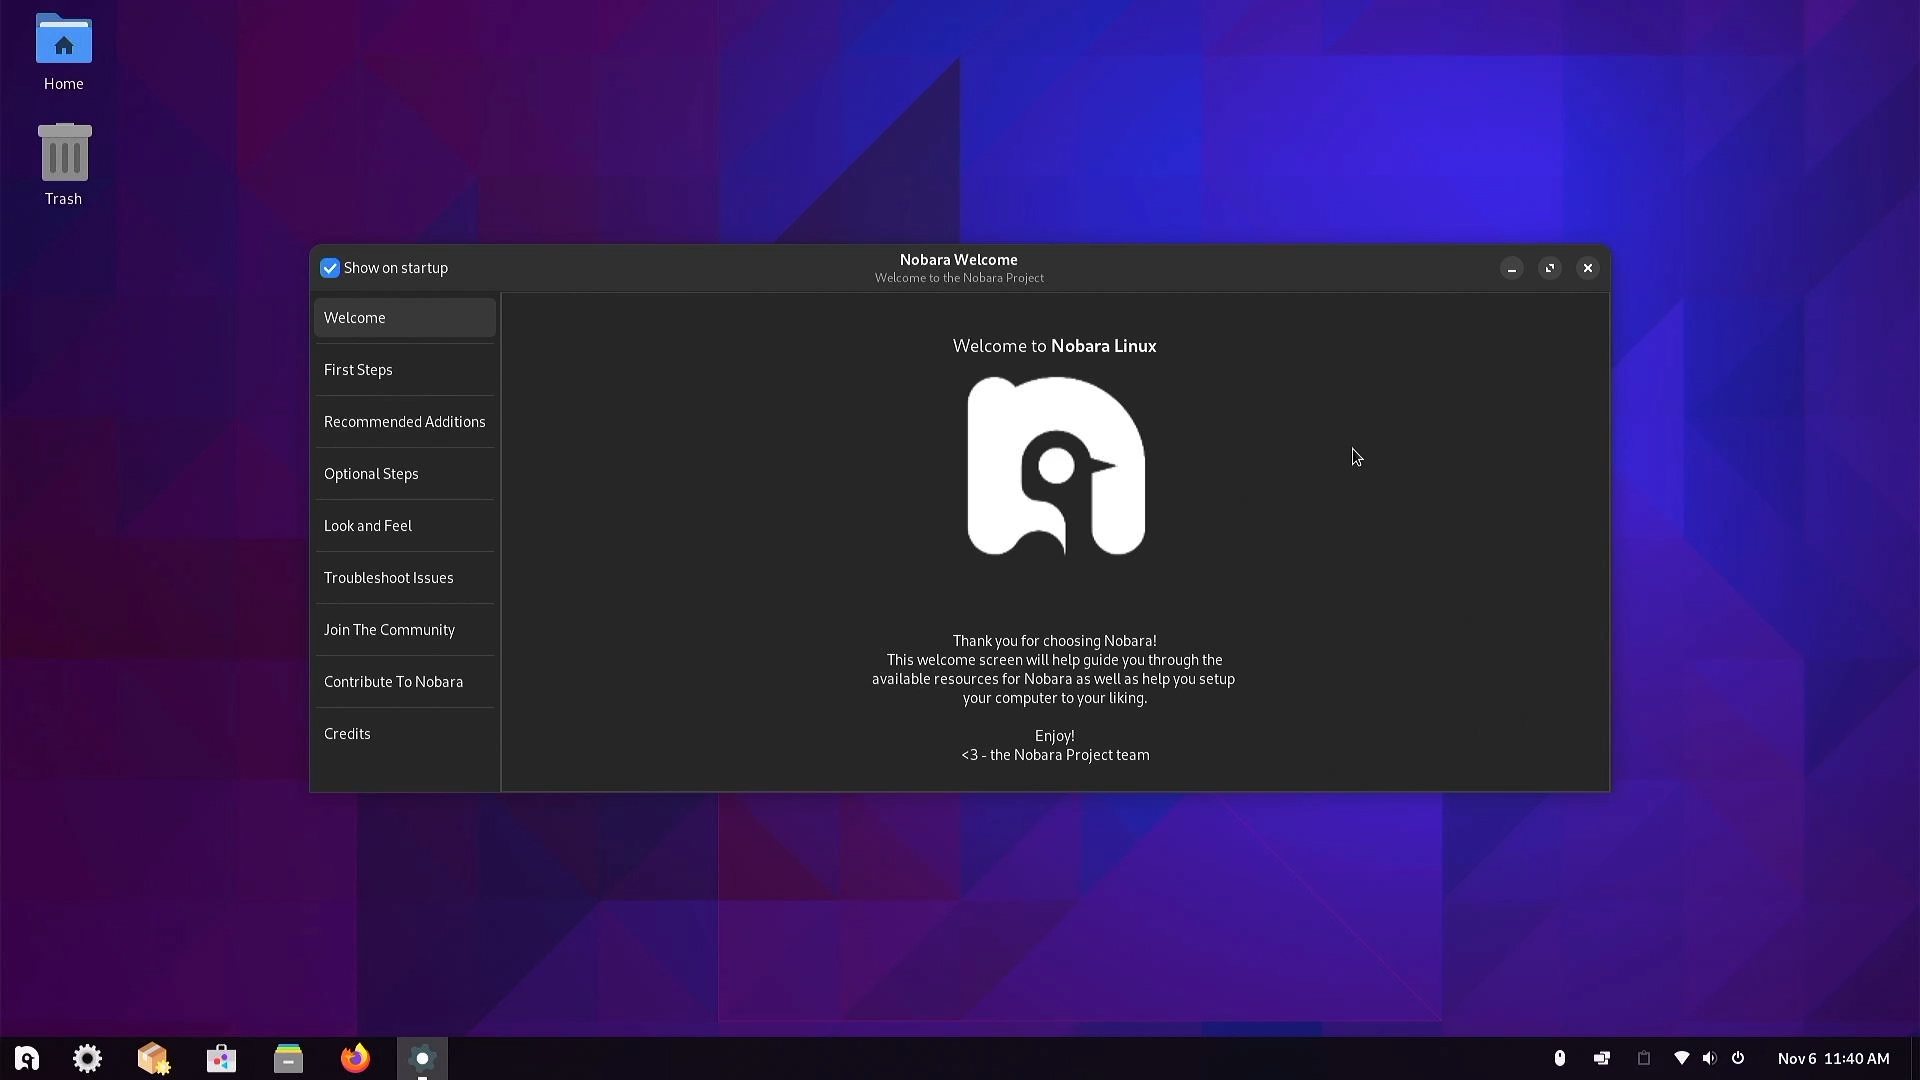 Home
Trash
Show on startup
Nobara Welcome
Welcome to the Nobara Project
Welcome
First Steps
Recommended Additions
Optional Steps
Look and Feel
Troubleshoot Issues
Join The Community
Contribute To Nobara
Credits
Welcome to Nobara Linux
Thank you for choosing Nobara!
This welcome screen will help guide you through the
available resources for Nobara as well as help you setup
your computer to your liking.
Enjoy!
<3 - the Nobara Project team
Nov 6 11:40 AM